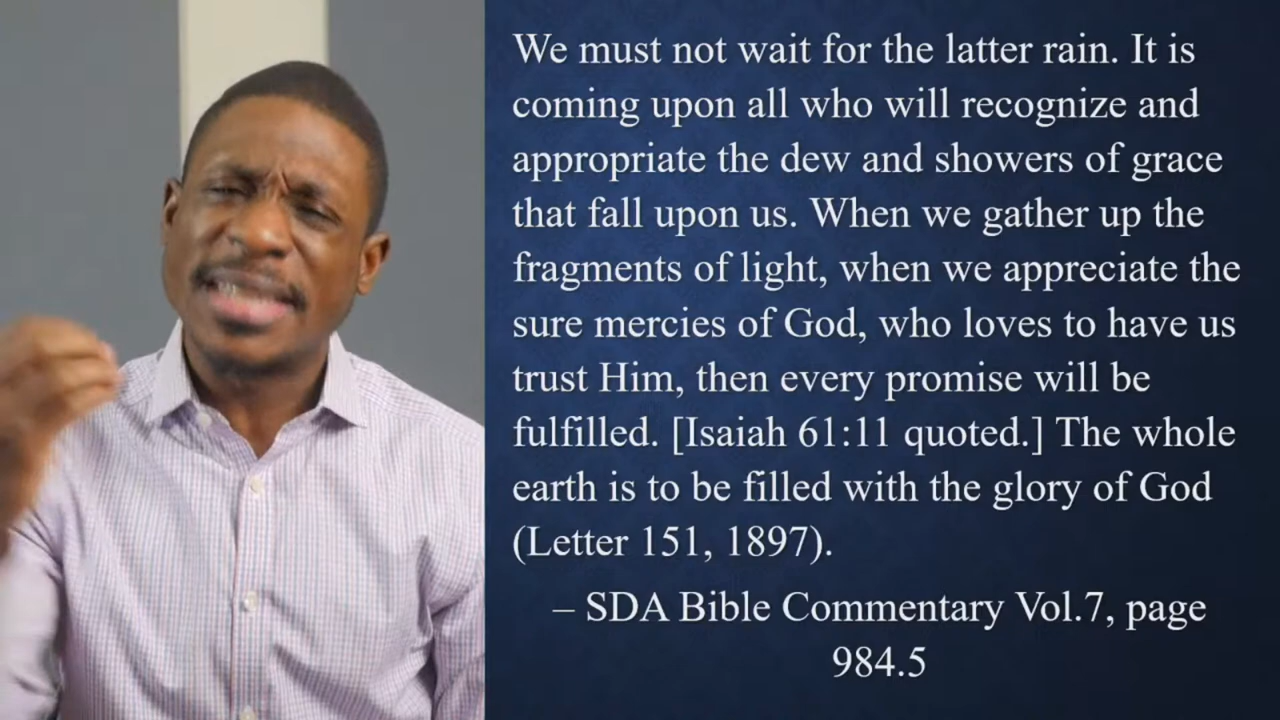 We must not wait for the latter rain. It is
coming upon all who will recognize and
appropriate the dew and showers of grace
that fall upon us. When we gather up the
fragments of light, when we appreciate the
sure mercies of God, who loves to have us
trust Him, then every promise will be
fulfilled. [Isaiah 61:11 quoted.] The whole
earth is to be filled with the glory of God
(Letter 151, 1897).
– SDA Bible Commentary Vol.7, page
984.5